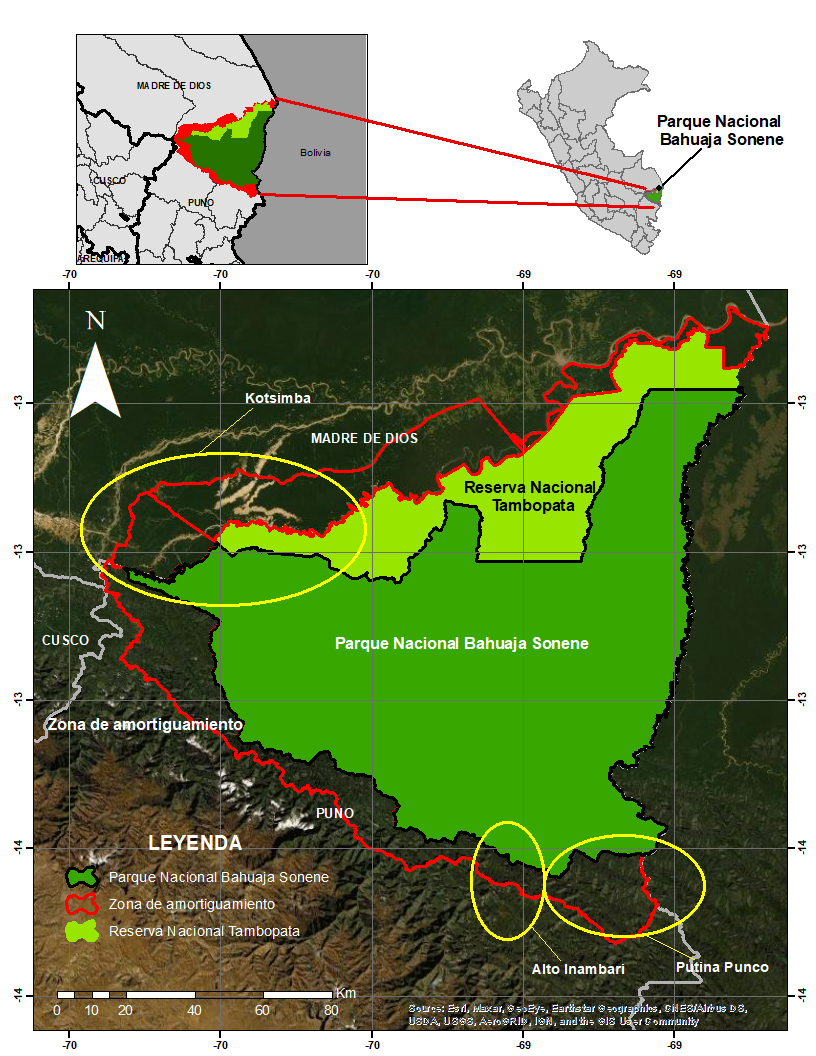 MADRE DE DIOS
Bolivia
CUSCO
PUNO
AREQUIPA
Parque Nacional
Bahuaja Sonene
-70
-70
-70
-69
-69
N
-13
-13
Kotsimba
MADRE DE DIOS
Reserva Nacional
Tambopata
-13
-13
CUSCO
Parque Nacional Bahuaja Sonene
-13
-13
Zona de amortiguamiento
PUNO
LEYENDA
-14
-14
Parque Nacional Bahuaja Sonene
Zona de amortiguamiento
Reserva Nacional Tambopata
Alto Inambari
Putina Punco
-14
-14
Km
0 10 20 40 60 80
Source: Esri, Maxar, GeoEye, Earthstar Geographics, CNES/Airbus DS,
USDA, USGS, AeroGRID, IGN, and the GIS User Community
-70
-70
-70
-69
-69